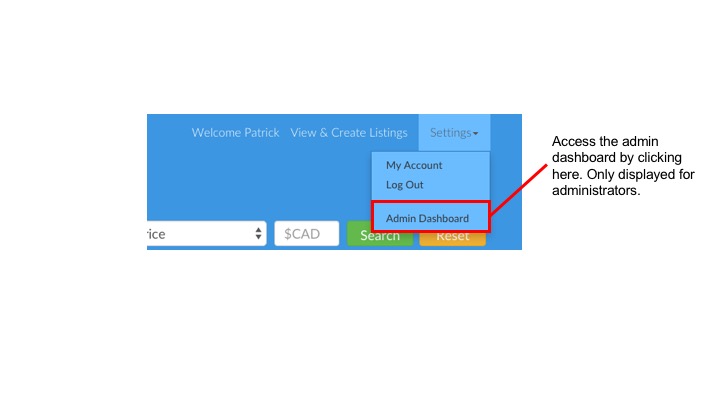 Welcome Patrick View & Create Listings Settings
My Account
Log Out
Admin Dashboard
$CAD Search Reset
Access the admin
dashboard by clicking
here. Only displayed for
administrators.